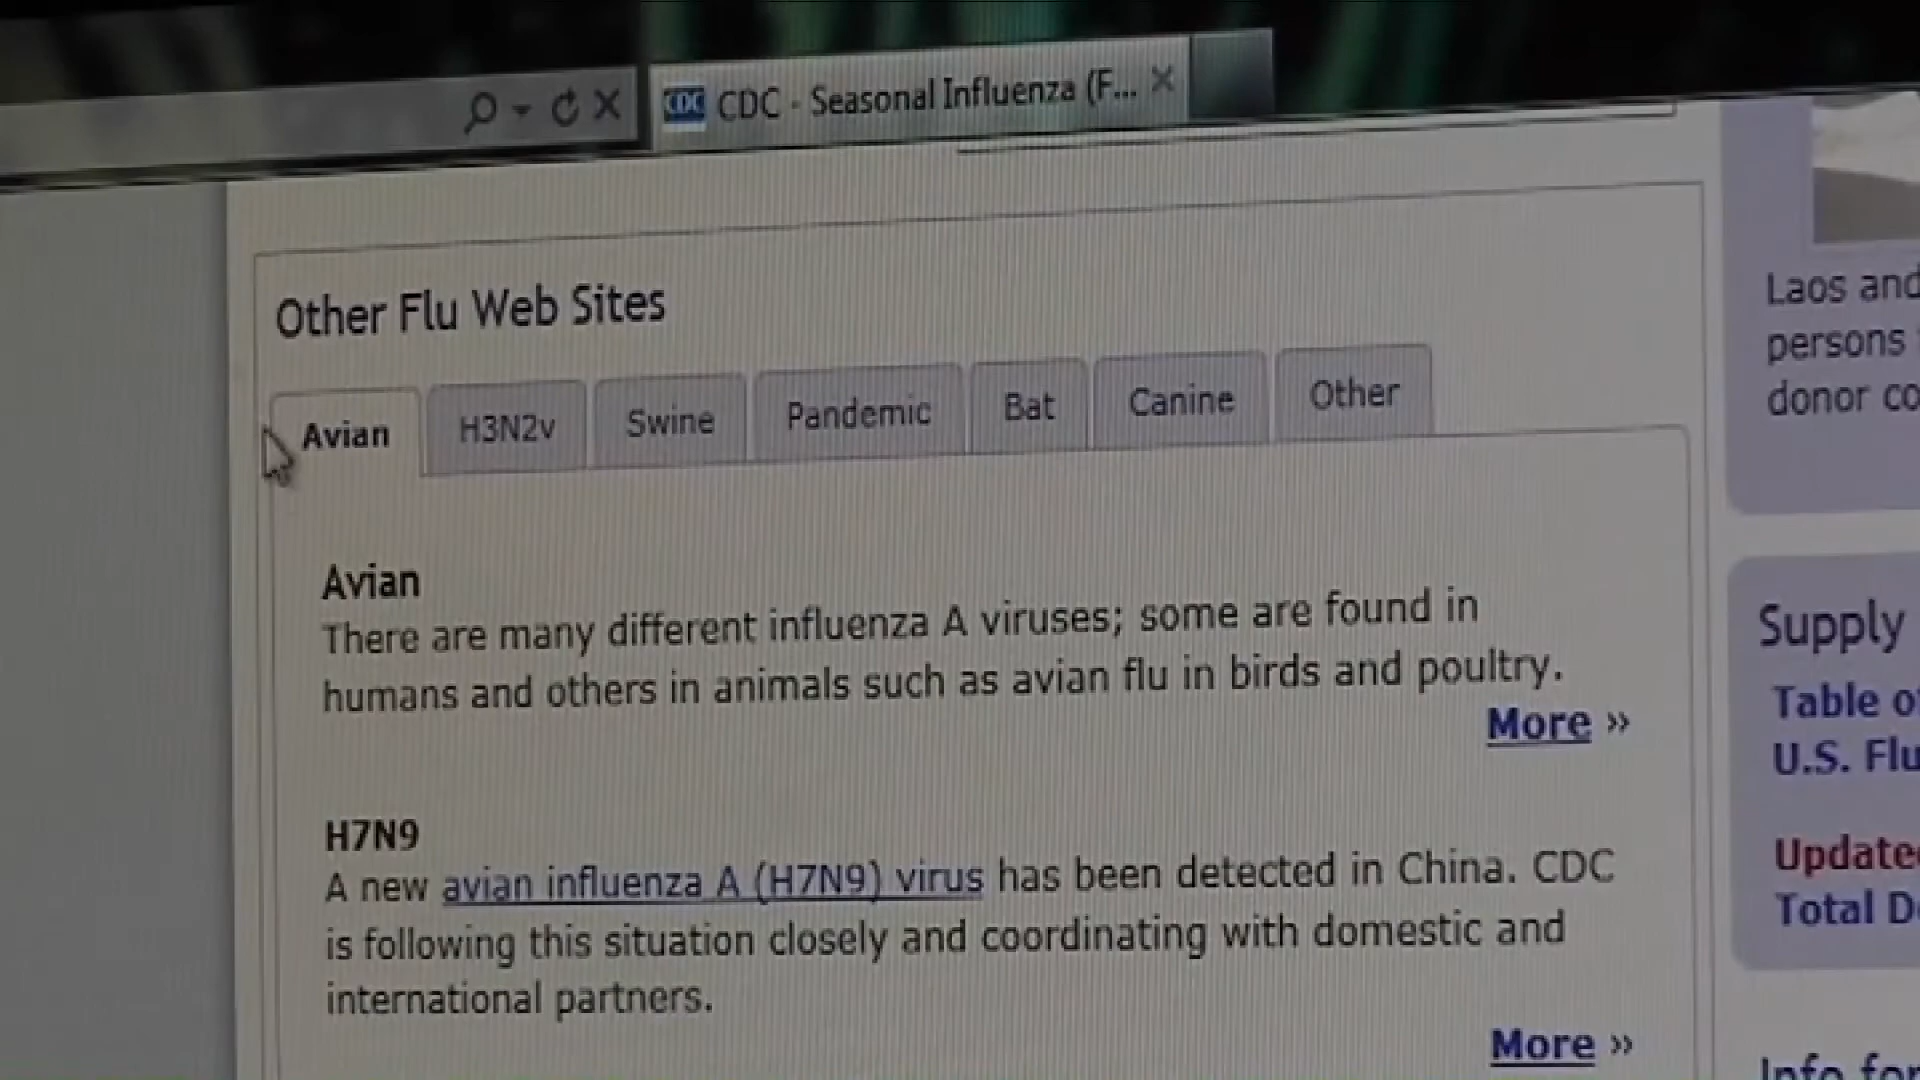 CDC CDC - Seasonal Influenza (F...
Other Flu Web Sites
Avian H3N2v Swine Pandemic Bat Canine Other
Avian
There are many different influenza A viruses; some are found in
humans and others in animals such as avian flu in birds and poultry.
More »
H7N9
A new avian influenza A (H7N9) virus has been detected in China. CDC
is following this situation closely and coordinating with domestic and
international partners.
More »
Laos and
persons
donor
Supply
Table
U.S. Flu
Total
Info for